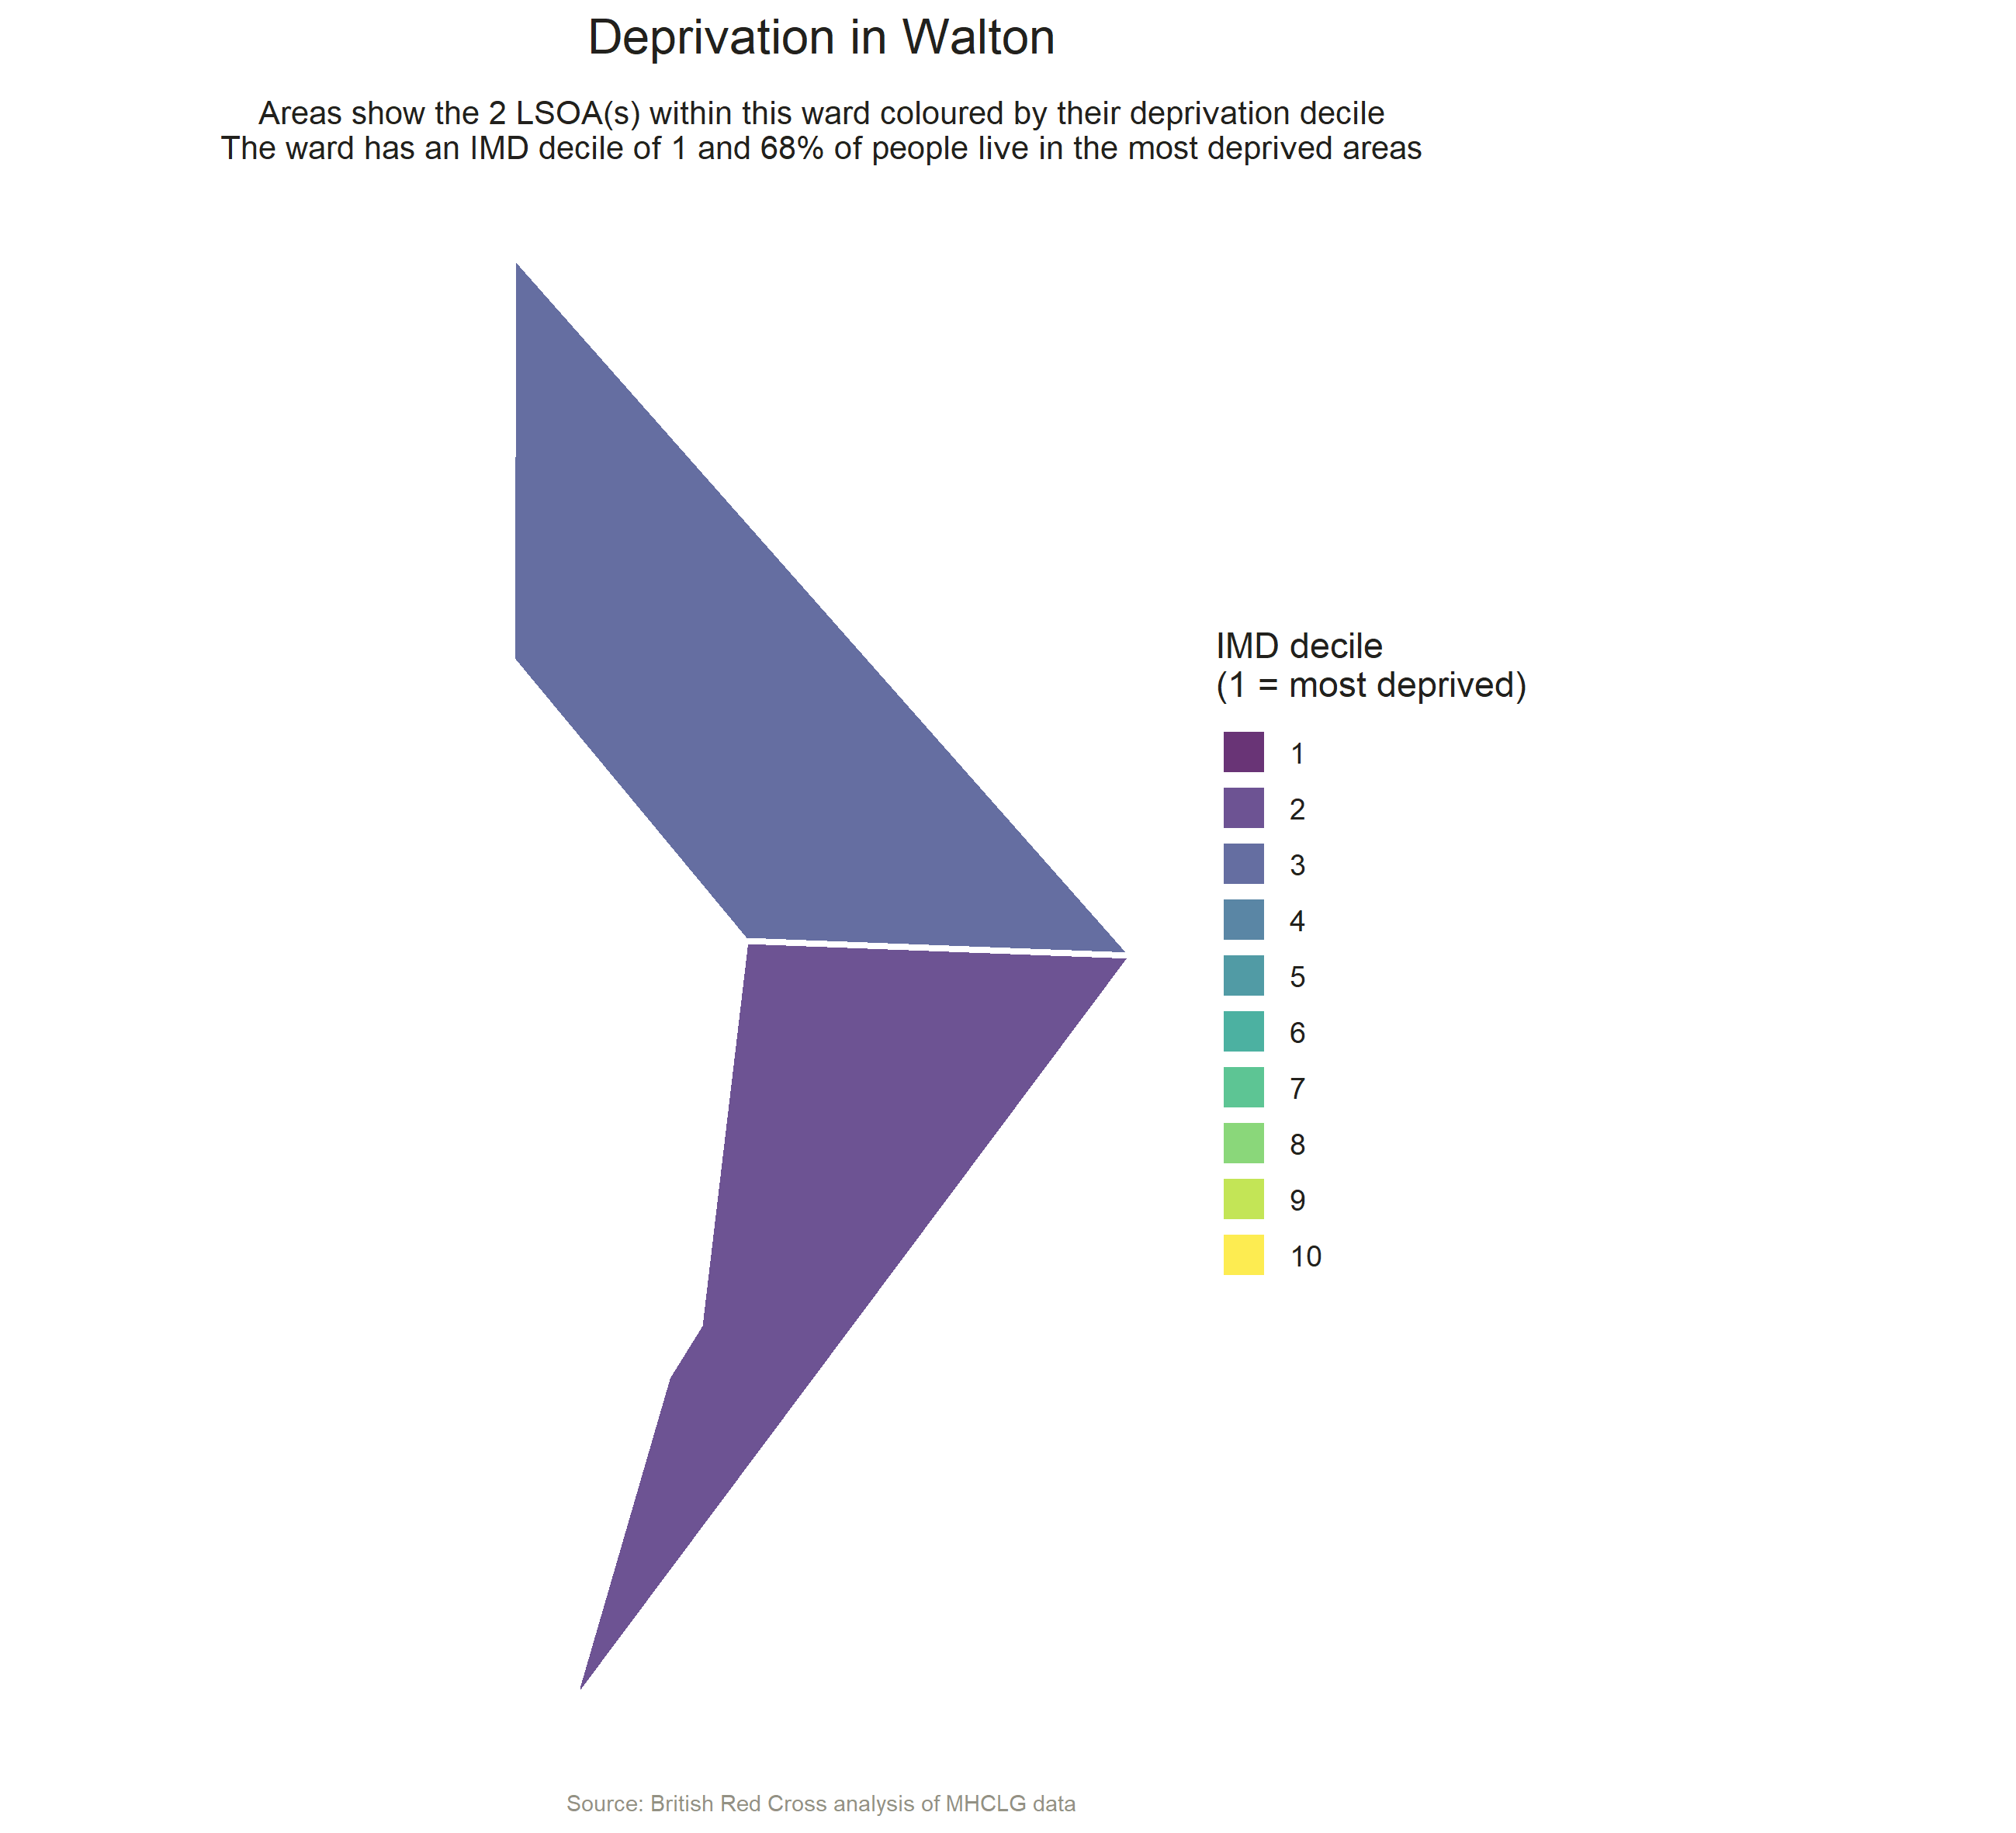 Deprivation in Walton
Areas show the 2 LSOA(s) within this ward coloured by their deprivation decile
The ward has an IMD decile of 1 and 68% of people live in the most deprived areas
IMD decile
(1 = most deprived)
1
2
3
4
5
6
7
8
9
10
Source: British Red Cross analysis of MHCLG data